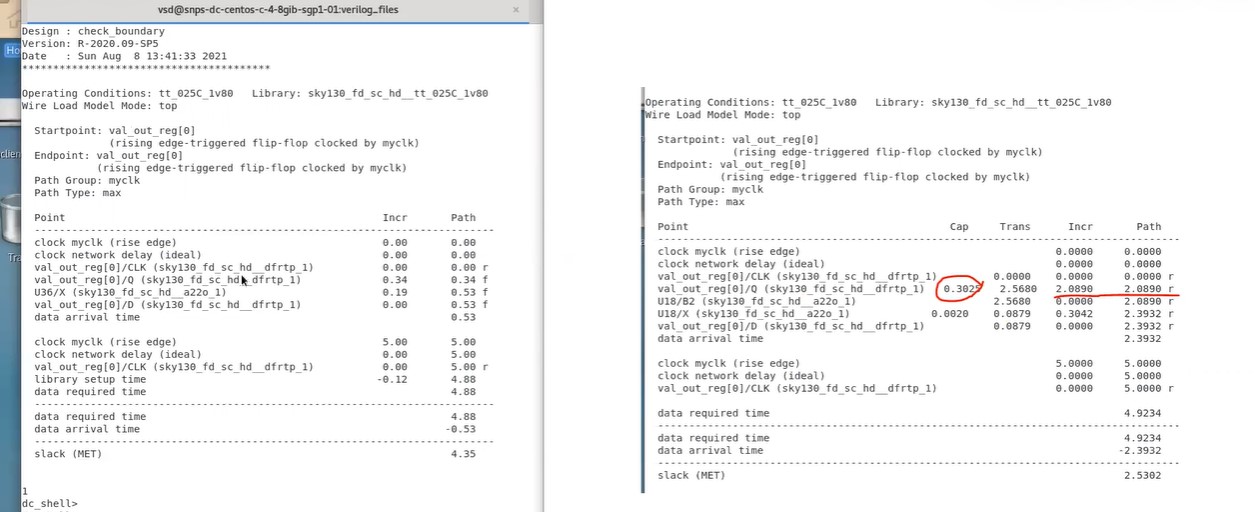 vsd@snps-dc-centos-c-4-8gib-sgp1-01:verilog_files ×
Design : check_boundary
Version: R-2020.09-SP5
Date   : Sun Aug  8 13:41:33 2021
****************************************
Operating Conditions: tt_025C_1v80   Library: sky130_fd_sc_hd__tt_025C_1v80
Wire Load Model Mode: top
Startpoint: val_out_reg[0]
(rising edge-triggered flip-flop clocked by myclk)
Endpoint: val_out_reg[0]
(rising edge-triggered flip-flop clocked by myclk)
Path Group: myclk
Path Type: max
Point Incr Path
clock myclk (rise edge) 0.00 0.00
clock network delay (ideal) 0.00 0.00
val_out_reg[0]/CLK (sky130_fd_sc_hd__dfrtp_1) 0.00 0.00 r
val_out_reg[0]/Q (sky130_fd_sc_hd__dfrtp_1) 0.34 0.34 f
U36/X (sky130_fd_sc_hd__a22o_1) 0.19 0.53 f
val_out_reg[0]/D (sky130_fd_sc_hd__dfrtp_1) 0.00 0.53 f
data arrival time 0.53
clock myclk (rise edge) 5.00 5.00
clock network delay (ideal) 0.00 5.00
val_out_reg[0]/CLK (sky130_fd_sc_hd__dfrtp_1) 0.00 5.00 r
library setup time -0.12 4.88
data required time 4.88
data required time 4.88
data arrival time -0.53
slack (MET) 4.35
1
dc_shell>
Operating Conditions: tt_025C_1v80   Library: sky130_fd_sc_hd__tt_025C_1v80
Wire Load Model Mode: top
Startpoint: val_out_reg[0]
(rising edge-triggered flip-flop clocked by myclk)
Endpoint: val_out_reg[0]
(rising edge-triggered flip-flop clocked by myclk)
Path Group: myclk
Path Type: max
Point Cap Trans Incr Path
clock myclk (rise edge) 0.0000 0.0000
clock network delay (ideal) 0.0000 0.0000
val_out_reg[0]/CLK (sky130_fd_sc_hd__dfrtp_1) 0.0000 0.0000 0.0000 r
val_out_reg[0]/Q (sky130_fd_sc_hd__dfrtp_1) 0.3025 2.5680 2.0890 2.0890 r
U18/B2 (sky130_fd_sc_hd__a22o_1) 2.5680 0.0000 2.0890 r
U18/X (sky130_fd_sc_hd__a22o_1) 0.0020 0.0879 0.3042 2.3932 r
val_out_reg[0]/D (sky130_fd_sc_hd__dfrtp_1) 0.0879 0.0000 2.3932 r
data arrival time 2.3932
clock myclk (rise edge) 5.0000 5.0000
clock network delay (ideal) 0.0000 5.0000
val_out_reg[0]/CLK (sky130_fd_sc_hd__dfrtp_1) 0.0000 5.0000 r
data required time 4.9234
data required time 4.9234
data arrival time -2.3932
slack (MET) 2.5302